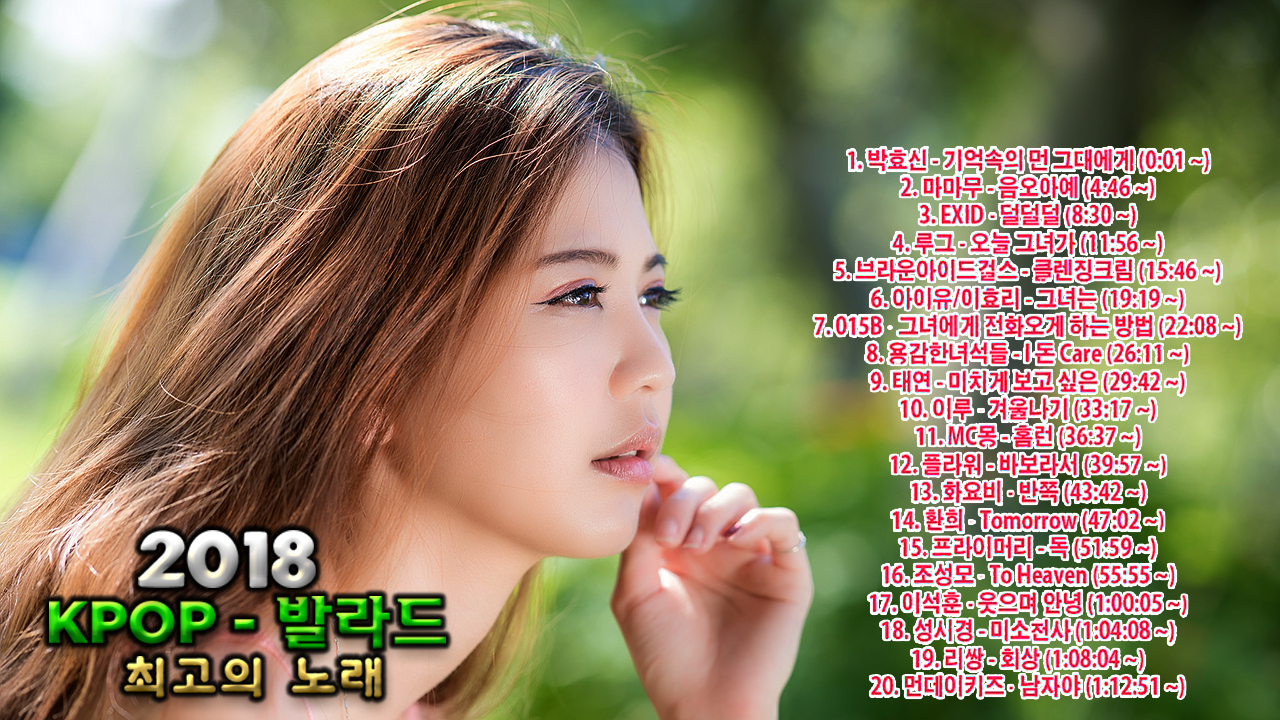 1. 박효신 - 기억속의 먼 그대에게 (0:01 ~)
2. 마마무 - 음오아예 (4:46 ~)
3. EXID - 덜덜덜 (8:30 ~)
4. 루그 - 오늘 그녀가 (11:56 ~)
5. 브라운아이드걸스 - 클렌징크림 (15:46 ~)
6. 아이유/이효리 - 그녀는 (19:19 ~)
7. 015B - 그녀에게 전화오게 하는 방법 (22:08 ~)
8. 용감한녀석들 - I 돈 Care (26:11 ~)
9. 태연 - 미치게 보고 싶은 (29:42 ~)
10. 이루 - 겨울나기 (33:17 ~)
11. MC몽 - 홈런 (36:37 ~)
12. 플라워 - 바보라서 (39:57 ~)
13. 화요비 - 반쪽 (43:42 ~)
14. 환희 - Tomorrow (47:02 ~)
15. 프라이머리 - 독 (51:59 ~)
16. 조성모 - To Heaven (55:55 ~)
17. 이석훈 - 웃으며 안녕 (1:00:05 ~)
18. 성시경 - 미소천사 (1:04:08 ~)
19. 리쌍 - 회상 (1:08:04 ~)
20. 먼데이키즈 - 남자야 (1:12:51 ~)
2018
KPOP - 발라드
최고의 노래